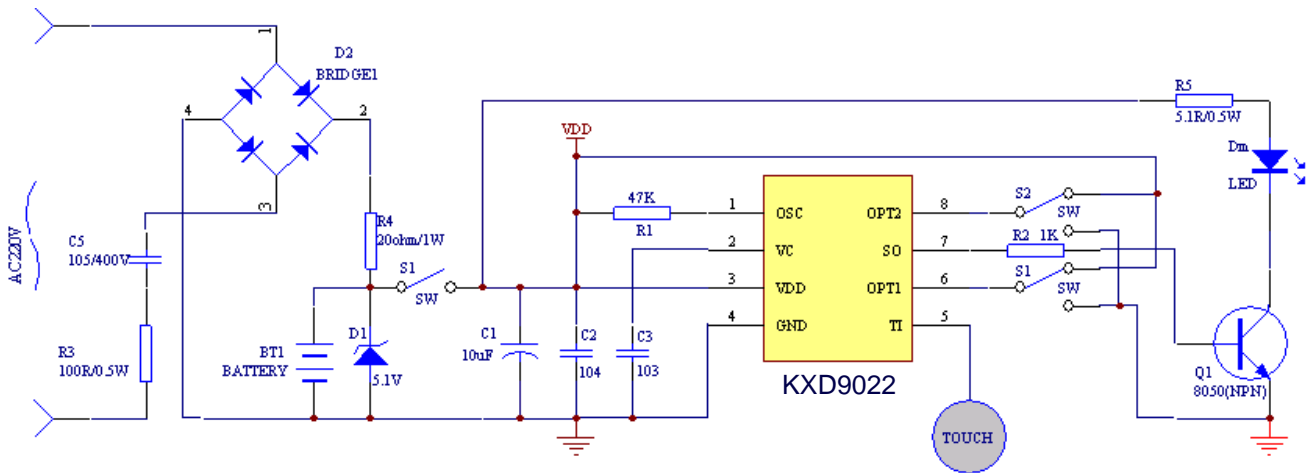 1
D2
BRIDGE1
4
2
3
R5
5.1R/0.5W
VDD
Dm
LED
AC220V
C5
105/400V
R4
20ohm/1W
S1
SW
47K
R1
1
2
3
4
OSC
VC
VDD
GND
OPT2
SO
OPT1
TI
8
7
6
5
S2
SW
R2 1K
S1
SW
R3
100R/0.5W
BT1
BATTERY
D1
5.1V
C1
10uF
C2
104
C3
103
KXD9022
TOUCH
Q1
8050(NPN)